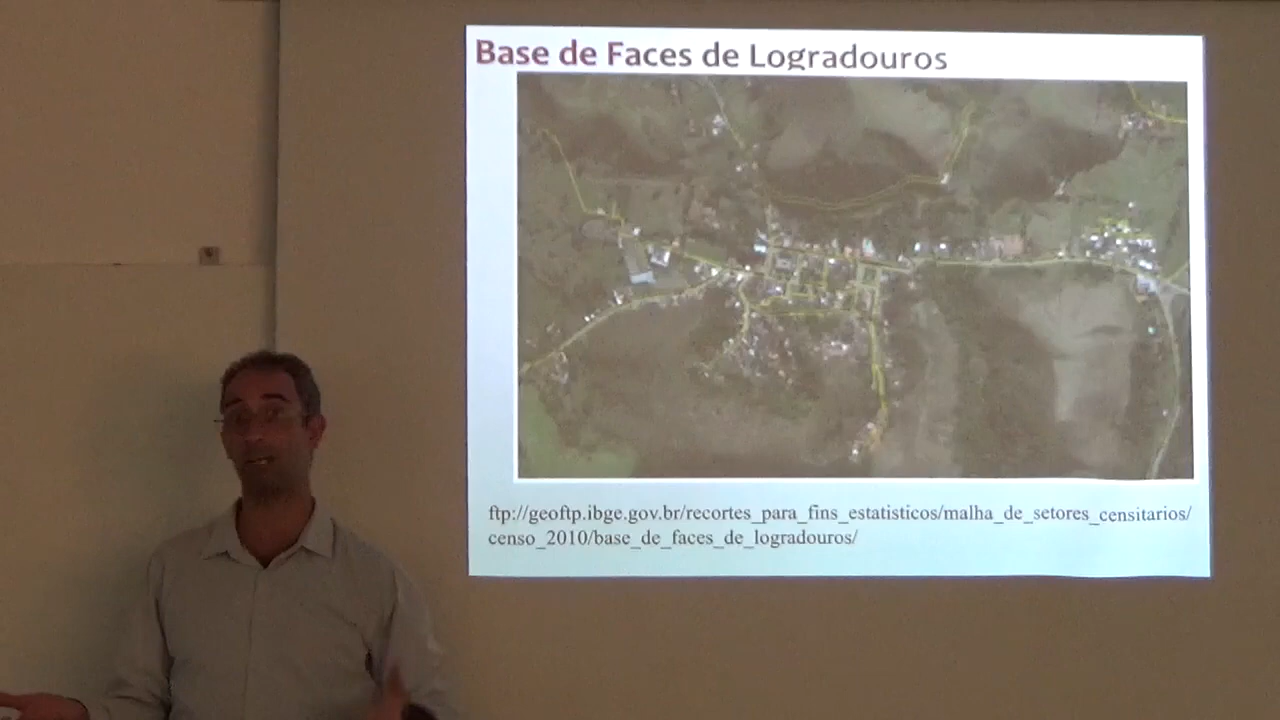 Base de Faces de Logradouros
ftp://geoftp.ibge.gov.br/recortes_para_fins_estatisticos/malha_de_setores_censitarios/
censo_2010/base_de_faces_de_logradouros/